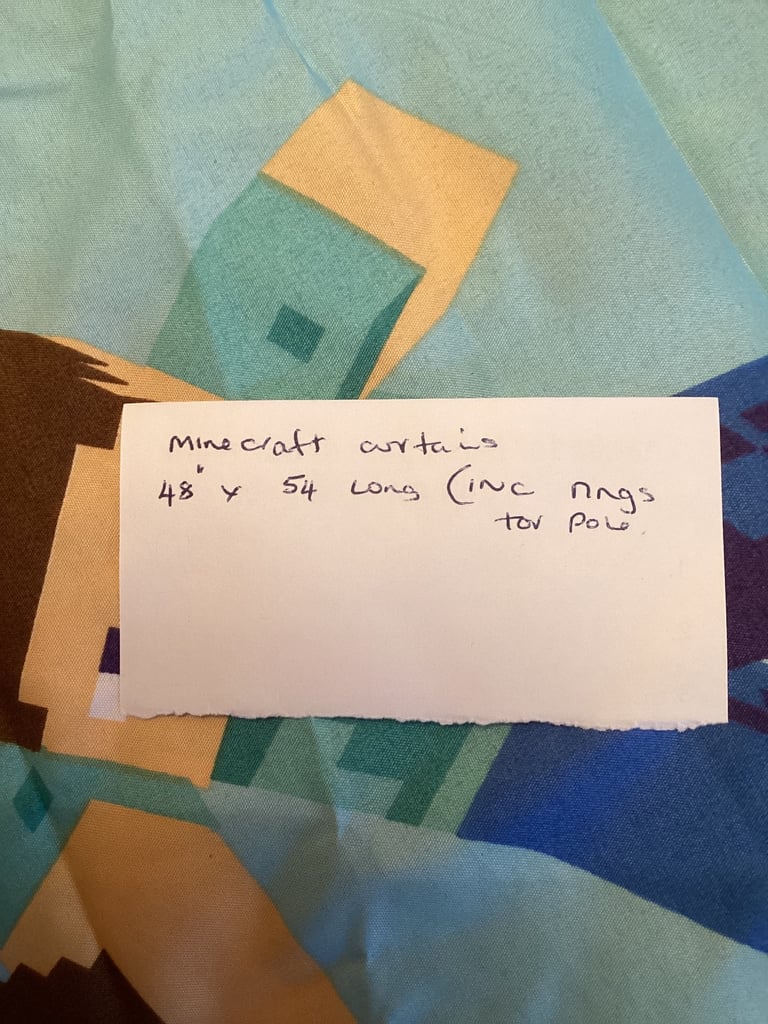 Minecraft curtains
48" x 54 Long (inc rings
for Pole.